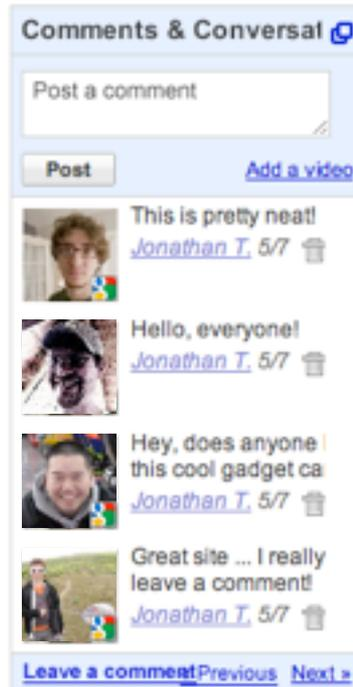 Comments & Conversat
Post a comment
Post
Add a video
This is pretty neat!
Jonathan T. 5/7
Hello, everyone!
Jonathan T. 5/7
Hey, does anyone
this cool gadget ca
Jonathan T. 5/7
Great site ... I really
leave a comment!
Jonathan T. 5/7
Leave a comment Previous Next »